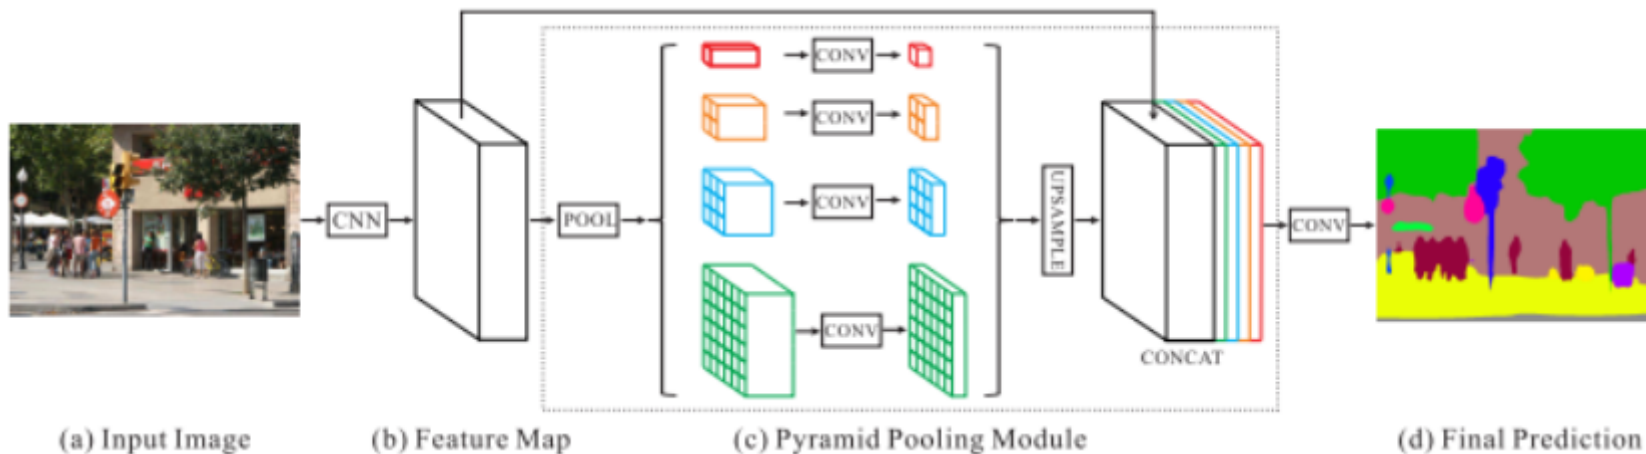 CNN
POOL
CONV
CONV
CONV
CONV
UPSAMPLE
CONCAT
CONV
(a) Input Image
(b) Feature Map
(c) Pyramid Pooling Module
(d) Final Prediction